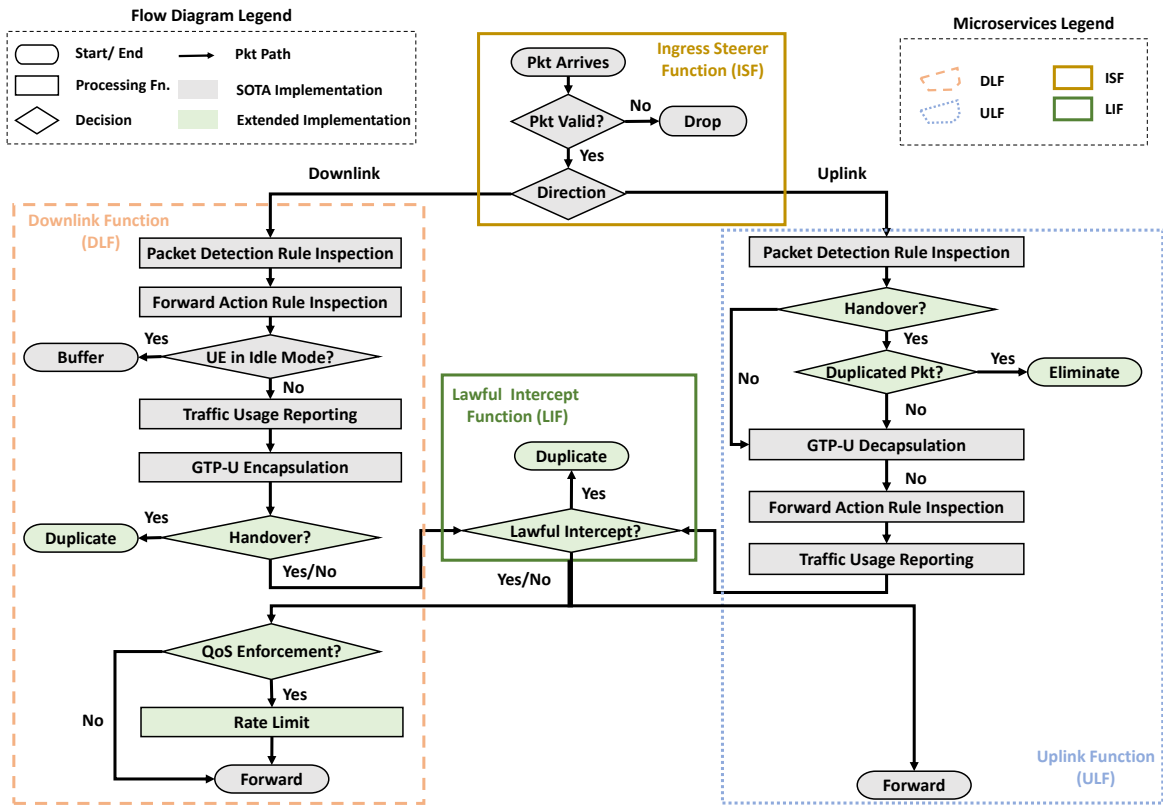 Flow Diagram Legend
Start/ End
Pkt Path
Processing Fn.
SOTA Implementation
Decision
Extended Implementation
Microservices Legend
DLF
ISF
ULF
LIF
Ingress Steerer
Function (ISF)
Pkt Arrives
Pkt Valid?
No
Drop
Yes
Direction
Downlink
Uplink
Downlink Function
(DLF)
Packet Detection Rule Inspection
Forward Action Rule Inspection
Yes
Buffer
UE in Idle Mode?
No
Traffic Usage Reporting
GTP-U Encapsulation
Yes
Duplicate
Handover?
Yes/No
Lawful Intercept
Function (LIF)
Duplicate
Yes
Lawful Intercept?
Yes/No
Packet Detection Rule Inspection
Handover?
Yes
Duplicated Pkt?
Yes
Eliminate
No
No
GTP-U Decapsulation
No
Forward Action Rule Inspection
Traffic Usage Reporting
QoS Enforcement?
Yes
No
Rate Limit
Forward
Forward
Uplink Function
(ULF)